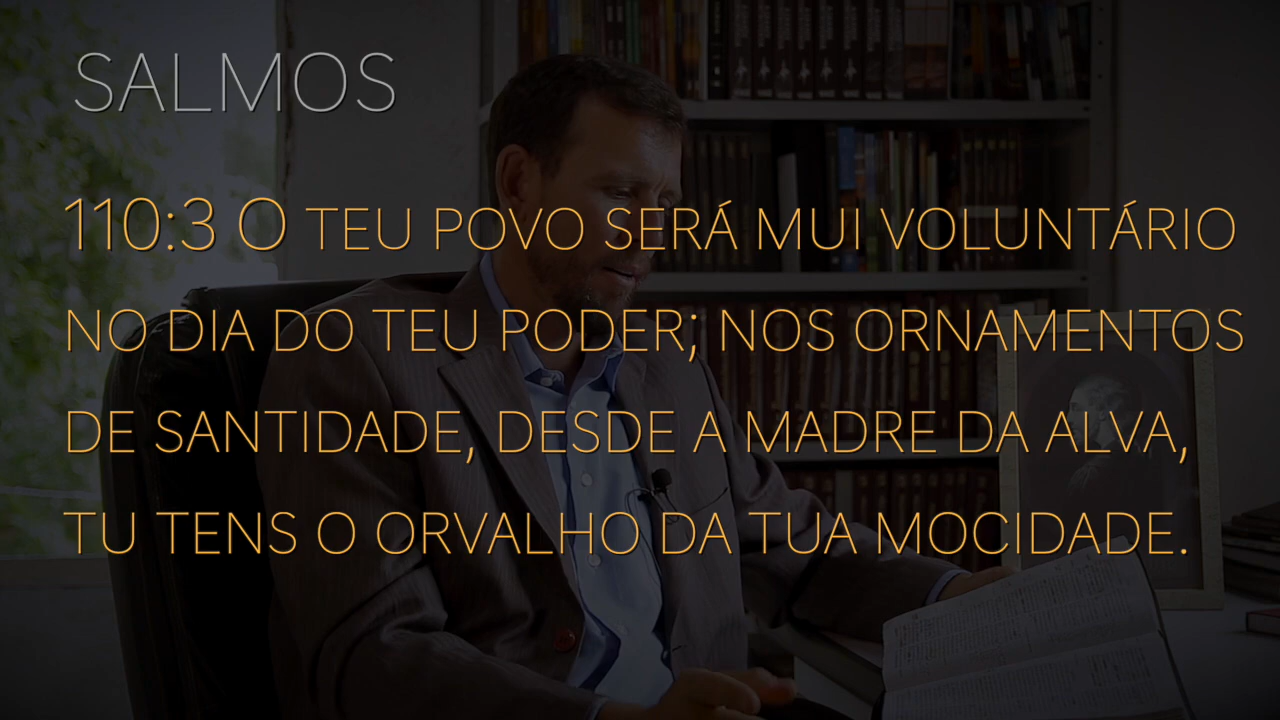 SALMOS
110:3 O TEU POVO SERÁ MUI VOLUNTÁRIO
NO DIA DO TEU PODER; NOS ORNAMENTOS
DE SANTIDADE, DESDE A MADRE DA ALVA,
TU TENS O ORVALHO DA TUA MOCIDADE.